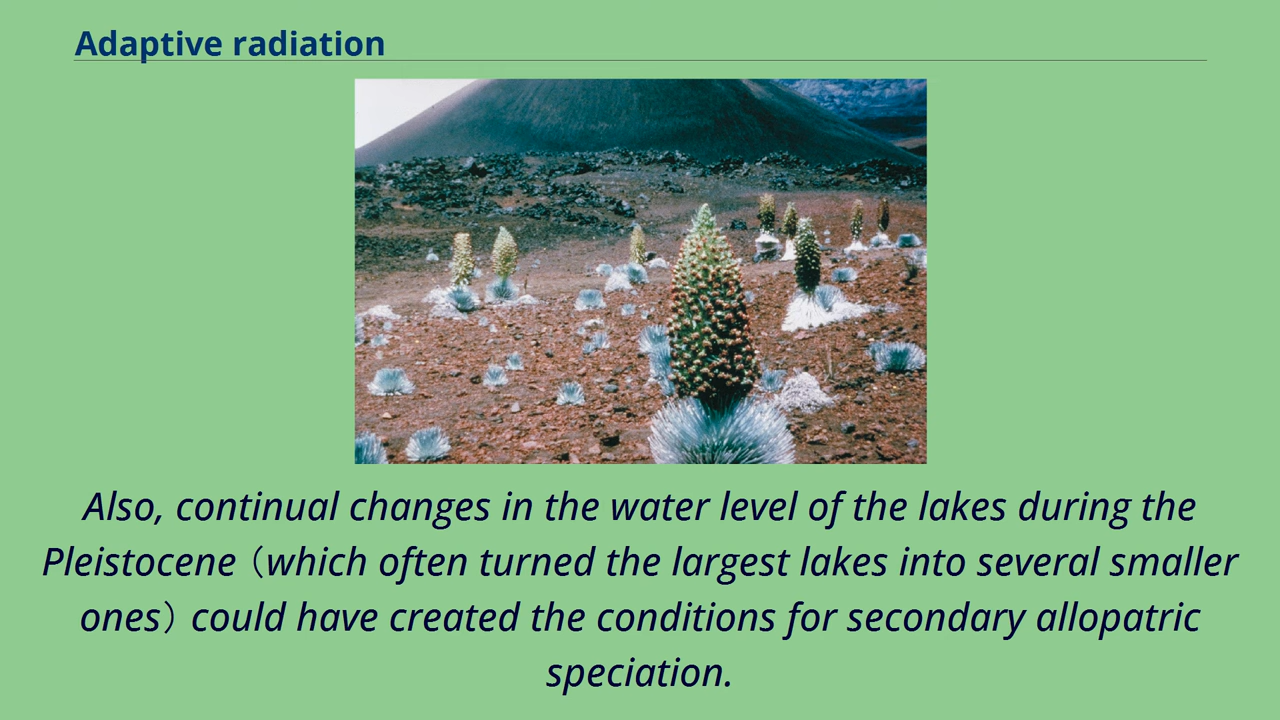 Adaptive radiation
Also, continual changes in the water level of the lakes during the
Pleistocene（which often turned the largest lakes into several smaller
ones）could have created the conditions for secondary allopatric
speciation.